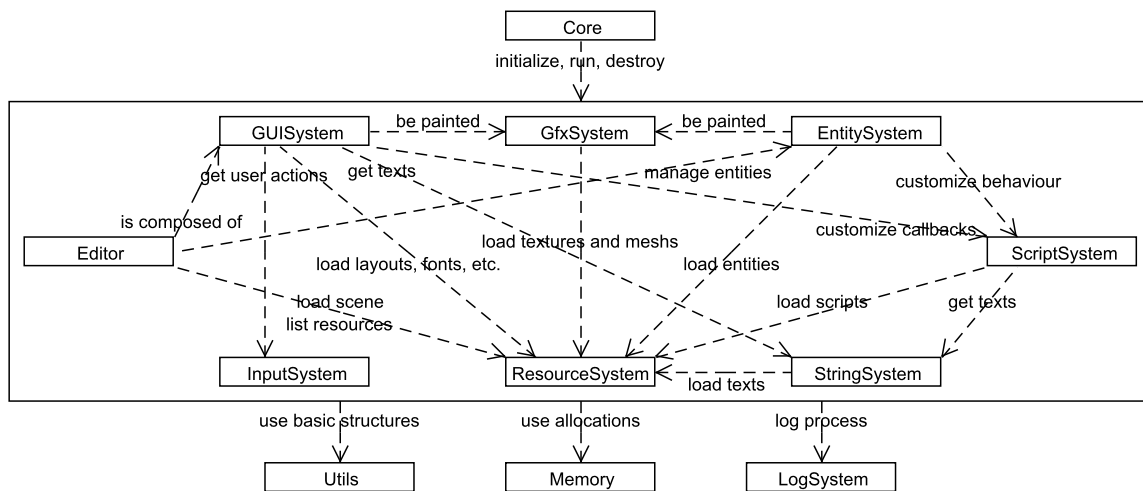 Core
initialize, run, destroy
GUISystem
be painted
GfxSystem
be painted
EntitySystem
get user actions
get texts
manage entities
customize behaviour
is composed of
customize callbacks
Editor
load textures and meshs
ScriptSystem
load layouts, fonts, etc.
load entities
load scene
list resources
load scripts
get texts
InputSystem
ResourceSystem
load texts
StringSystem
use basic structures
use allocations
log process
Utils
Memory
LogSystem